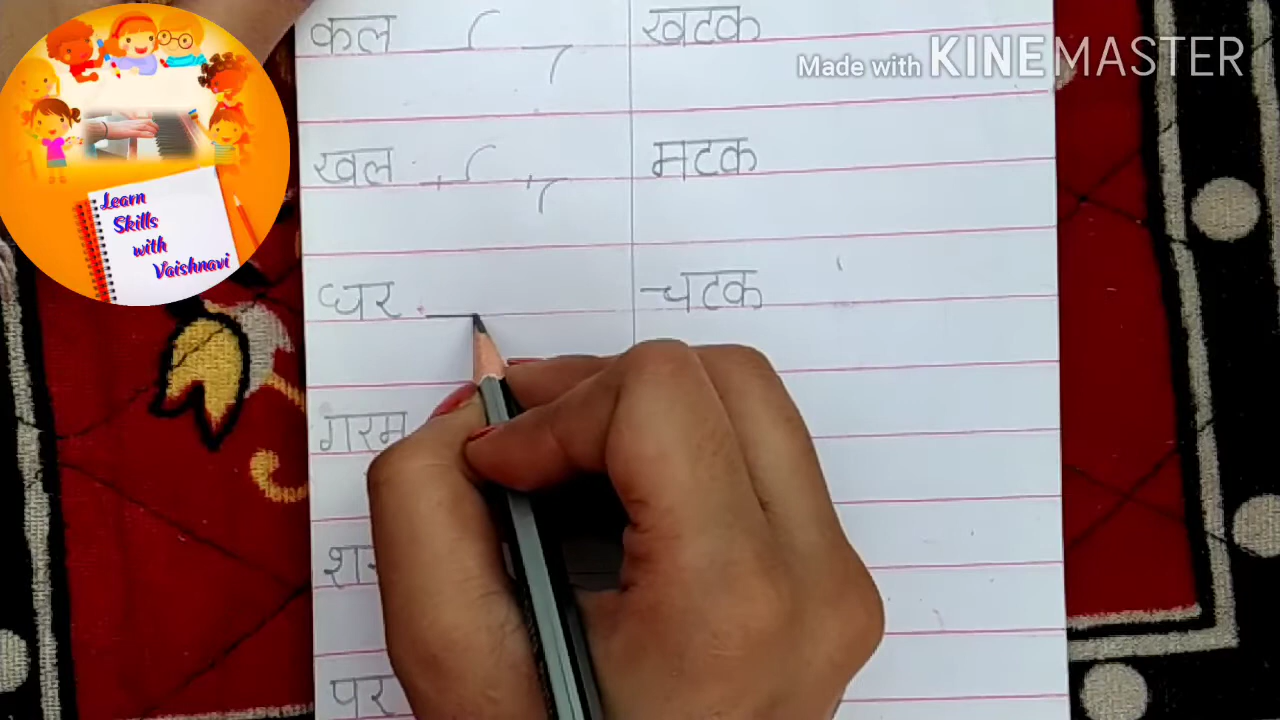 कल खटक
Made with KINEMASTER
खल मटक
Learn
Skills
with
Vaishnavi
घर चटक
गरम
पर